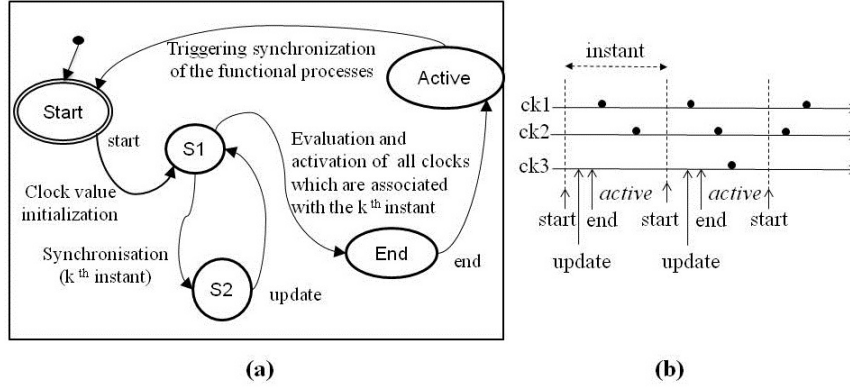 Triggering synchronization
of the functional processes
Active
Start
start
S1
Evaluation and
activation of all clocks
which are associated
with the k th instant
Clock value
initialization
Synchronisation
(k th instant)
S2
update
End
end
(a)
instant
ck1
ck2
ck3
active
active
start
end
start
end
start
update
update
(b)